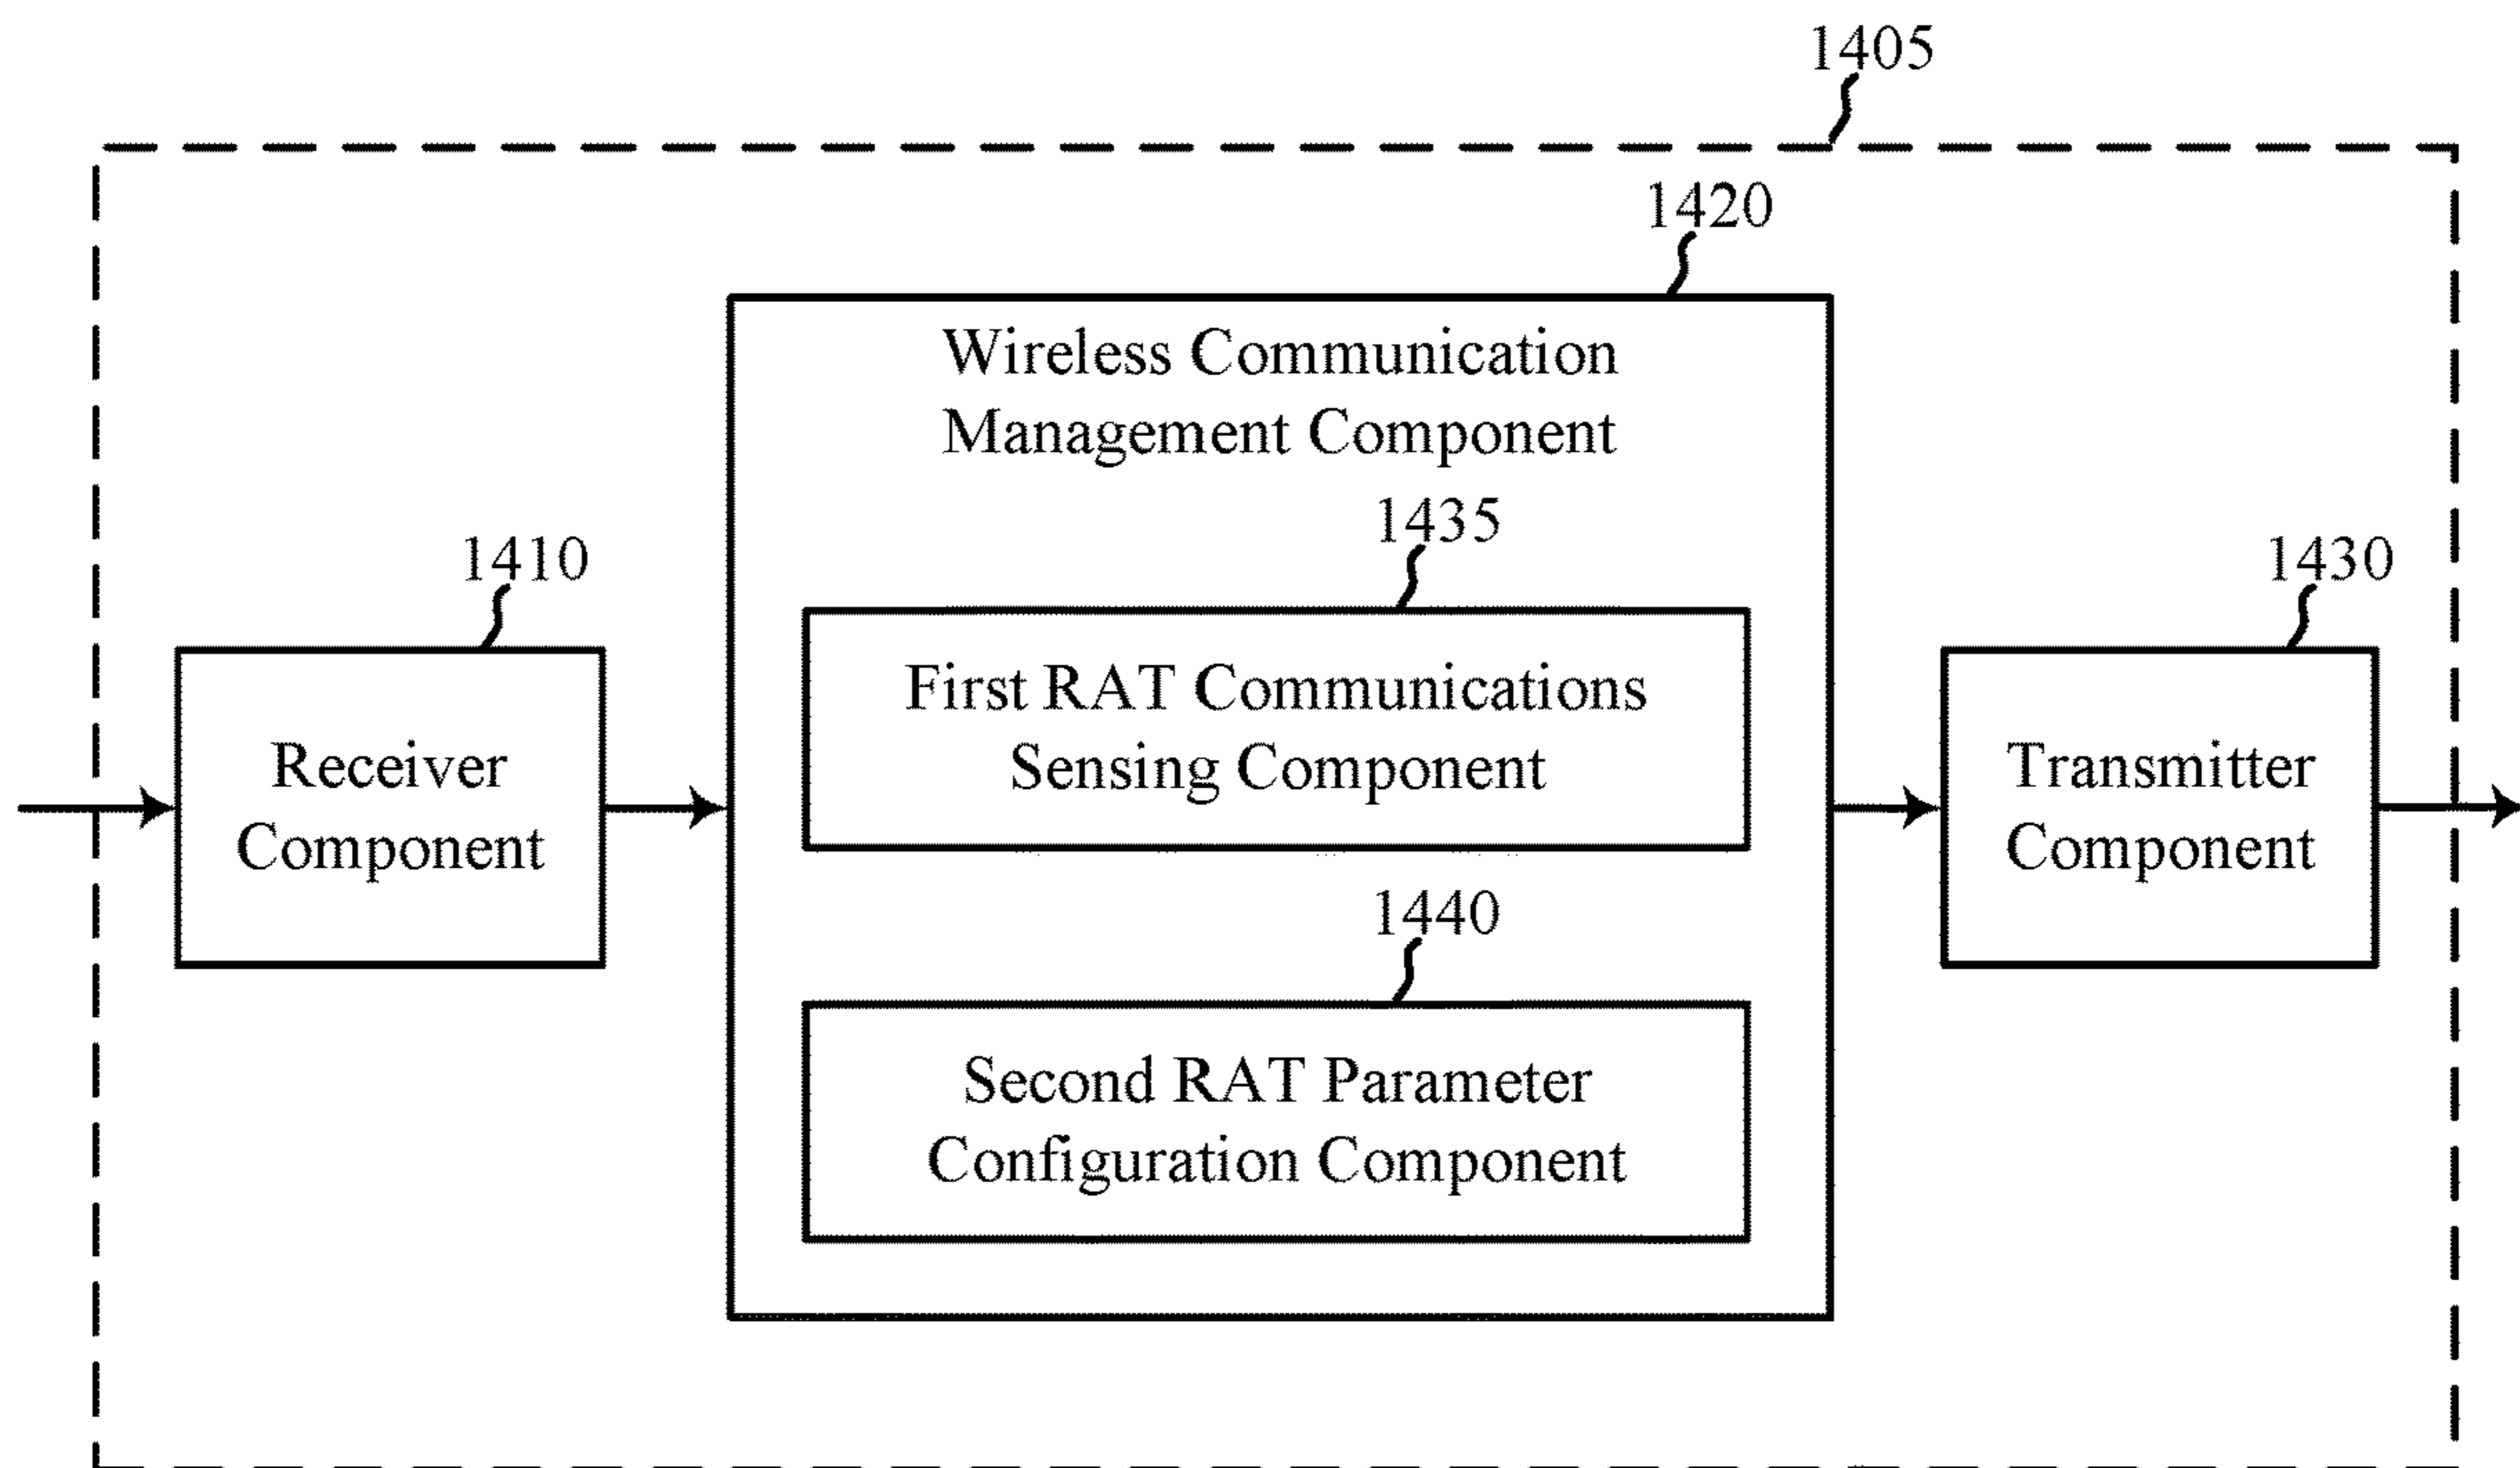 1405
1420
Wireless Communication
Management Component
1410
1435
1430
First RAT Communications
Sensing Component
Receiver
Component
Transmitter
Component
1440
Second RAT Parameter
Configuration Component